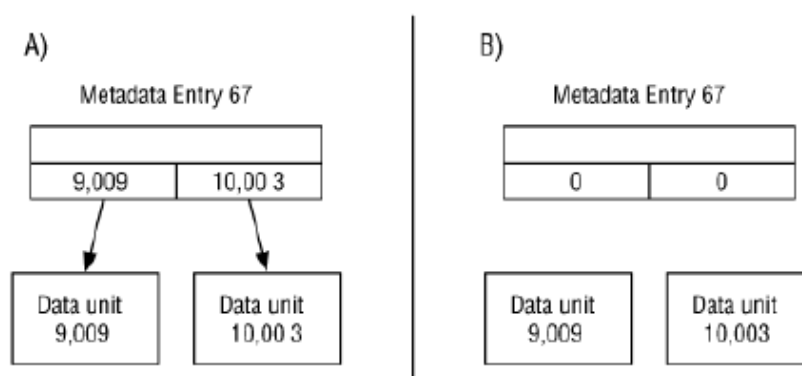 A)
Metadata Entry 67
9,009 10,00 3
Data unit
9,009
Data unit
10,00 3
B)
Metadata Entry 67
0 0
Data unit
9,009
Data unit
10,003